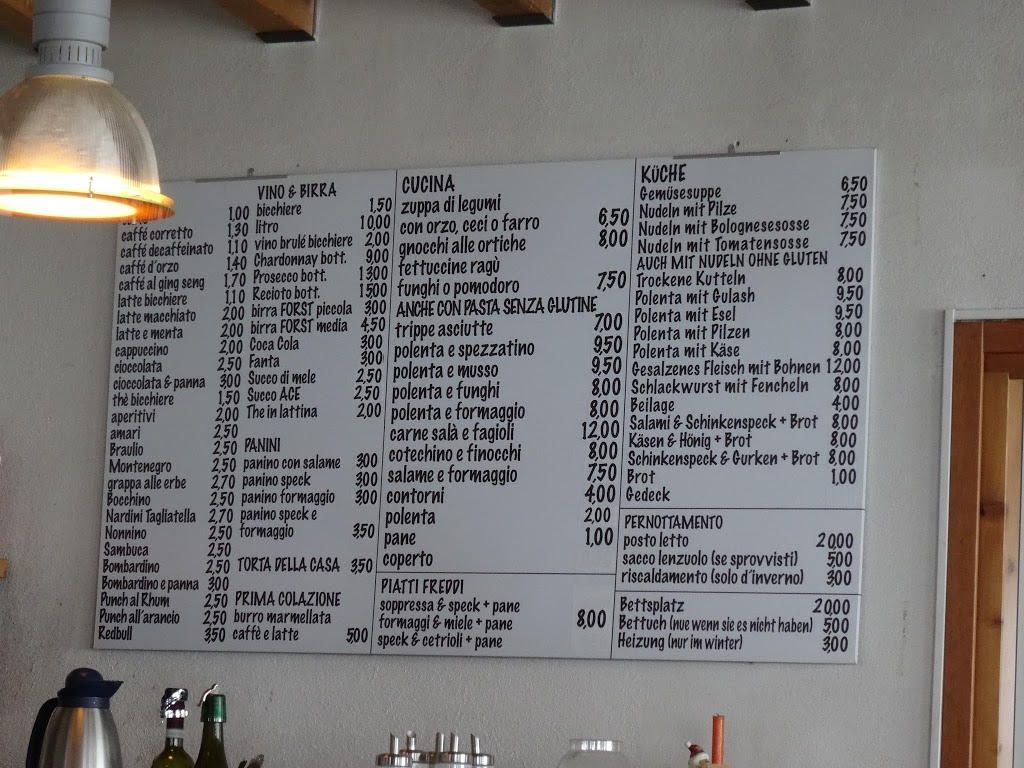 1,00
caffé corretto 1,30
caffé decaffeinato 1,10
caffé d'orzo 1,40
caffé al ging seng 1,70
latte bicchiere 1,10
latte macchiato 2,00
latte e menta 2,00
cappuccino 2,00
cioccolata 2,50
cioccolata & panna 3,00
thè bicchiere 1,50
aperitivi 2,00
amari 2,50
Braulio 2,50
Montenegro 2,50
grappa alle erbe 2,70
Bocchino 2,50
Nardini Tagliatella 2,70
Nonnino 2,50
Sambuca 2,50
Bombardino 2,50
Bombardino e panna 3,00
Punch al Rhum 2,50
Punch all'arancio 2,50
Redbull 3,50
VINO & BIRRA
bicchiere 1,50
litro 10,00
vino brulé bicchiere 2,00
Chardonnay bott. 9,00
Prosecco bott. 13,00
Recioto bott. 15,00
birra FORST piccola 3,00
birra FORST media 4,50
Coca Cola 3,00
Fanta 3,00
Succo di mele 2,50
Succo ACE 2,50
The in lattina 2,00
PANINI
panino con salame 3,00
panino speck 3,00
panino formaggio 3,00
panino speck e
formaggio 3,50
TORTA DELLA CASA 3,50
PRIMA COLAZIONE
burro marmellata
caffè e latte 5,00
CUCINA
zuppa di legumi
con orzo, ceci o farro 6,50
gnocchi alle ortiche 8,00
fettuccine ragù
funghi o pomodoro 7,50
ANCHE CON PASTA SENZA GLUTINE
trippe asciutte 7,00
polenta e spezzatino 9,50
polenta e musso 9,50
polenta e funghi 8,00
polenta e formaggio 8,00
carne salà e fagioli 12,00
cotechino e finocchi 8,00
salame e formaggio 7,50
contorni 4,00
polenta 2,00
pane 1,00
coperto
PIATTI FREDDI
soppressa & speck + pane
formaggi & miele + pane 8,00
speck & cetrioli + pane
KÜCHE
Gemüsesuppe 6,50
Nudeln mit Pilze 7,50
Nudeln mit Bolognesesosse 7,50
Nudeln mit Tomatensosse 7,50
AUCH MIT NUDELN OHNE GLUTEN
Trockene Kutteln 8,00
Polenta mit Gulash 9,50
Polenta mit Esel 9,50
Polenta mit Pilzen 8,00
Polenta mit Käse 8,00
Gesalzenes Fleisch mit Bohnen 12,00
Schlackwurst mit Fencheln 8,00
Beilage 4,00
Salami & Schinkenspeck + Brot 8,00
Käsen & Hönig + Brot 8,00
Schinkenspeck & Gurken + Brot 8,00
Brot 1,00
Gedeck
PERNOTTAMENTO
posto letto 20,00
sacco lenzuolo (se sprovvisti) 5,00
riscaldamento (solo d'inverno) 3,00
Bettsplatz 20,00
Bettuch (nue wenn sie es nicht haben) 5,00
Heizung (nur im winter) 3,00